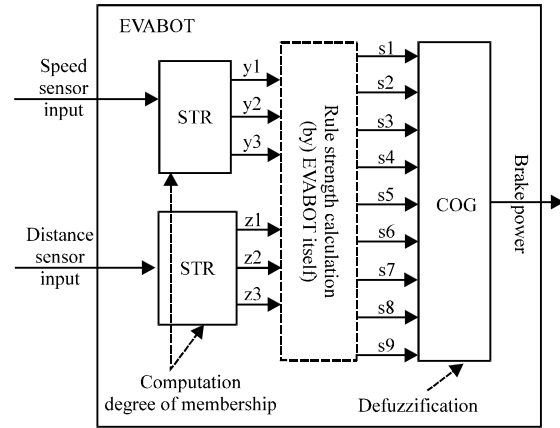 EVABOT
Speed
sensor
input
Distance
sensor
input
STR
STR
y1
y2
y3
z1
z2
z3
Rule strength calculation
(by) EVABOT itself)
s1
s2
s3
s4
s5
s6
s7
s8
s9
COG
Brake
power
Computation
degree of membership
Defuzzification